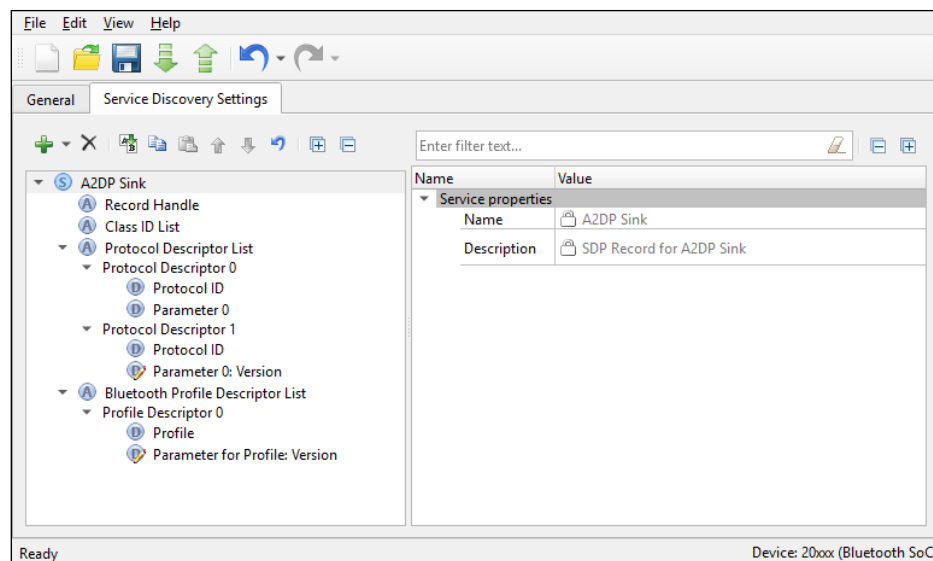 File Edit View Help
General Service Discovery Settings
Enter filter text...
S A2DP Sink
A Record Handle
A Class ID List
A Protocol Descriptor List
Protocol Descriptor 0
D Protocol ID
D Parameter 0
Protocol Descriptor 1
D Protocol ID
D Parameter 0: Version
A Bluetooth Profile Descriptor List
Profile Descriptor 0
D Profile
D Parameter for Profile: Version
Name Value
Service properties
Name A2DP Sink
Description SDP Record for A2DP Sink
Ready Device: 20xxx (Bluetooth SoC